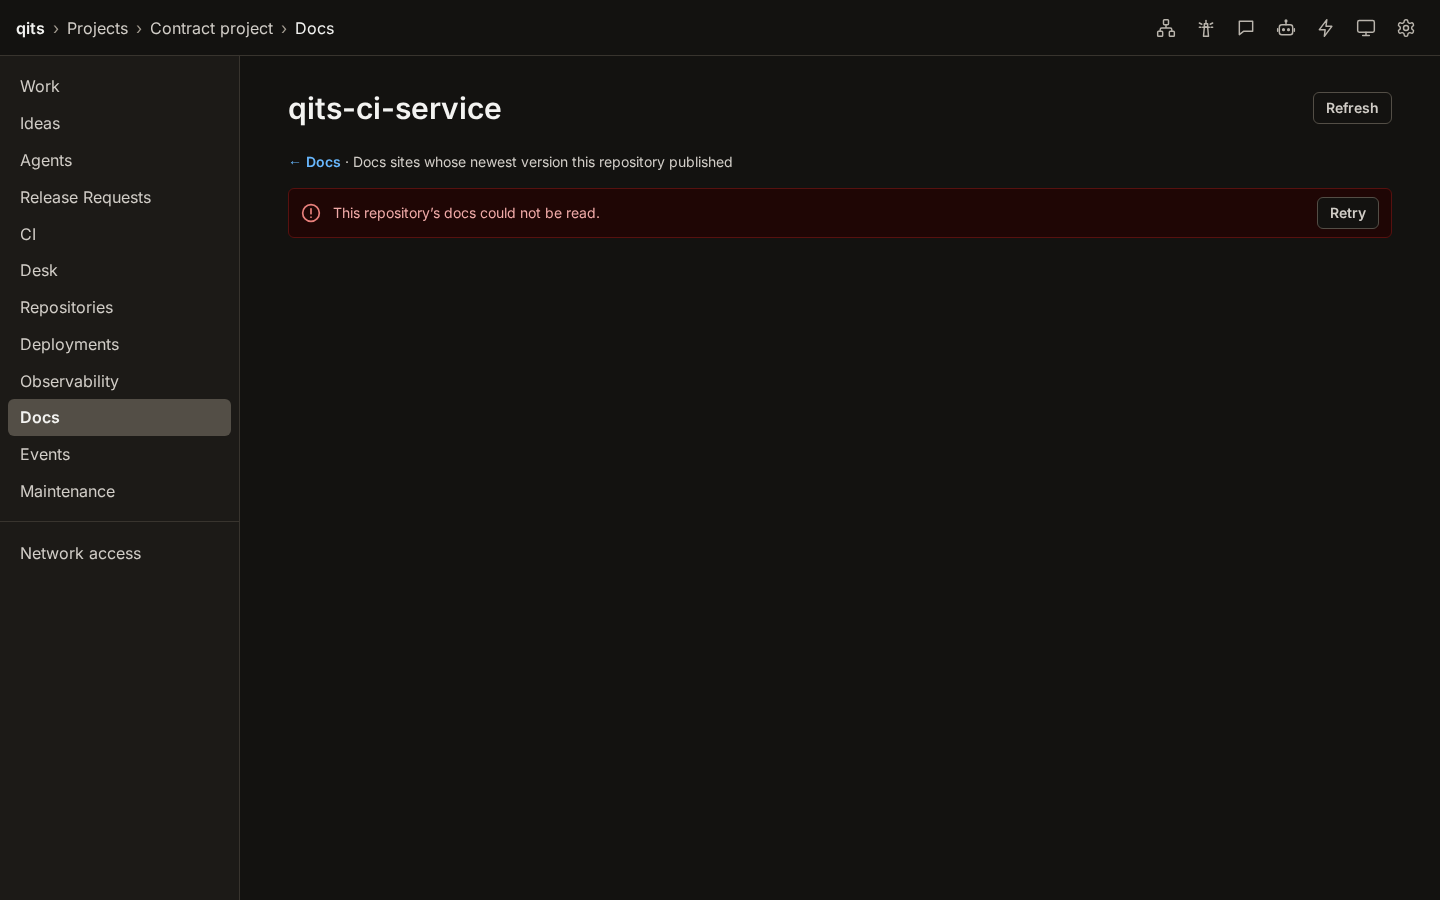 qits › Projects › Contract project › Docs
Work
Ideas
Agents
Release Requests
CI
Desk
Repositories
Deployments
Observability
Docs
Events
Maintenance
Network access
qits-ci-service
Refresh
← Docs · Docs sites whose newest version this repository published
This repository’s docs could not be read.
Retry